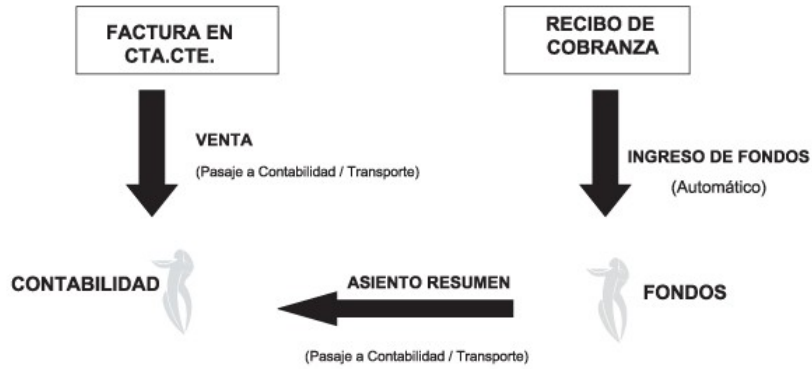 FACTURA EN
CTA.CTE.
RECIBO DE
COBRANZA
VENTA
(Pasaje a Contabilidad / Transporte)
INGRESO DE FONDOS
(Automático)
CONTABILIDAD
ASIENTO RESUMEN
FONDOS
(Pasaje a Contabilidad / Transporte)